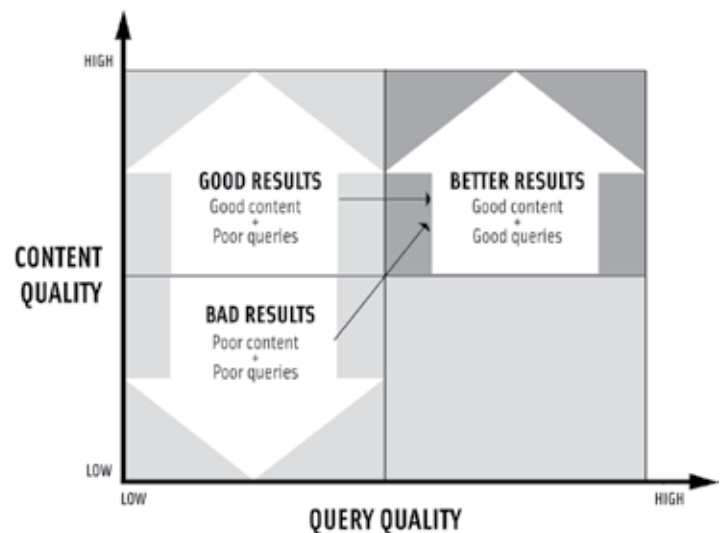 HIGH
GOOD RESULTS
Good content
+
Poor queries
BETTER RESULTS
Good content
+
Good queries
CONTENT
QUALITY
BAD RESULTS
Poor content
+
Poor queries
LOW
LOW
HIGH
QUERY QUALITY